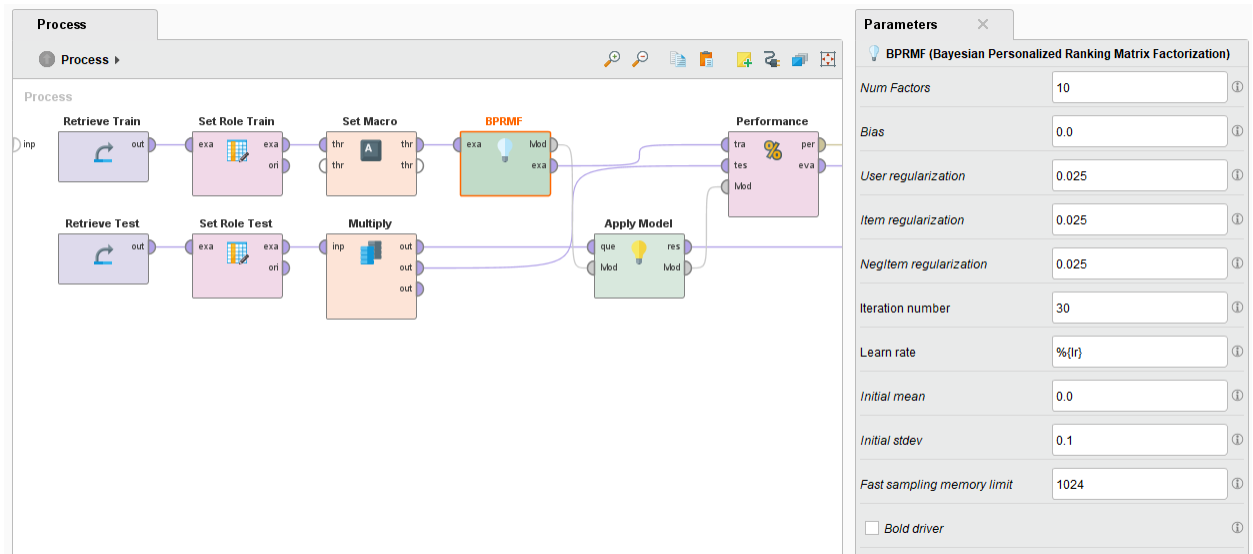 Process
Process
Process
inp
Retrieve Train
out
Set Role Train
exa
exa
ori
Set Macro
A
thr
thr
thr
thr
BPRMF
exa
Mod
exa
Performance
%
tra
per
tes
eva
Mod
Retrieve Test
out
Set Role Test
exa
exa
ori
Multiply
inp
out
out
out
Apply Model
que
res
Mod
Mod
Parameters
BPRMF (Bayesian Personalized Ranking Matrix Factorization)
Num Factors 10
Bias 0.0
User regularization 0.025
Item regularization 0.025
NegItem regularization 0.025
Iteration number 30
Learn rate %{lr}
Initial mean 0.0
Initial stdev 0.1
Fast sampling memory limit 1024
Bold driver